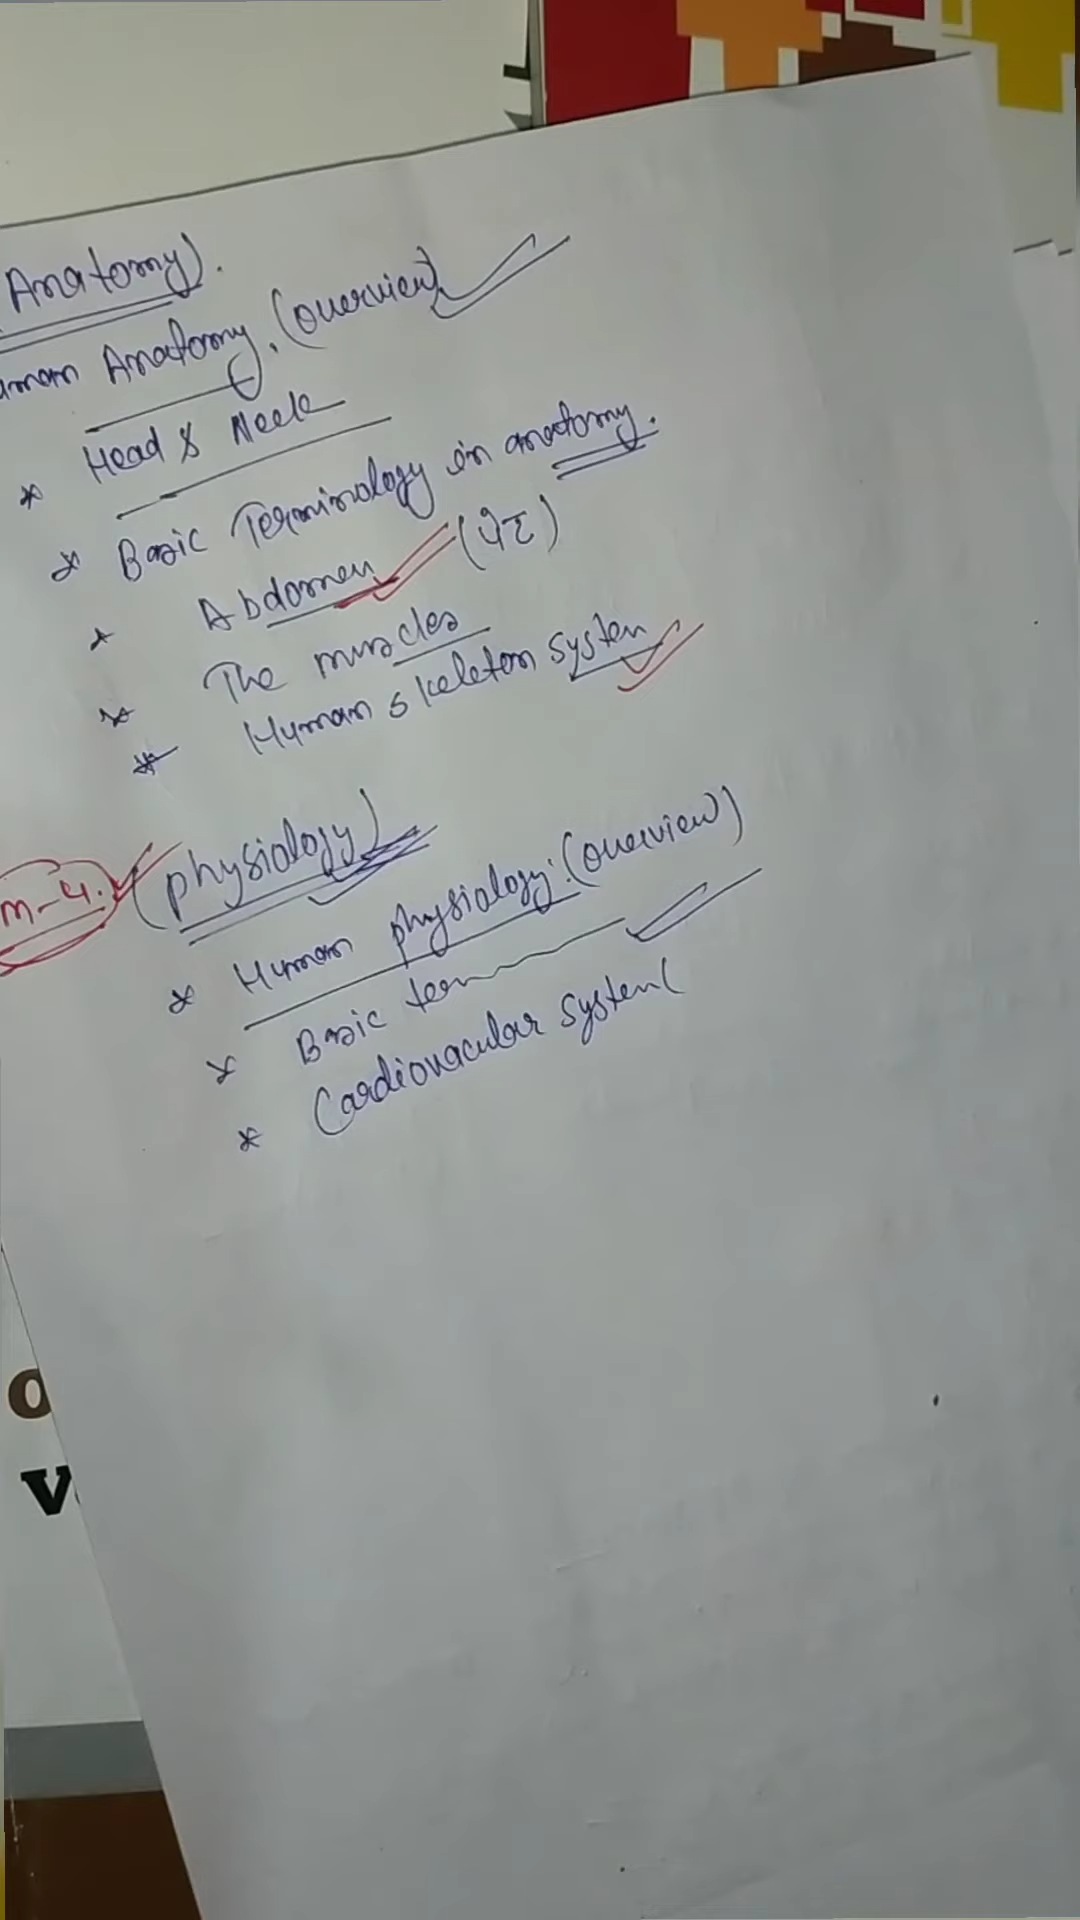 Anatomy).
uman Anatomy. (overview)
* Head & Neck
* Basic Terminology in anatomy.
* Abdomen (पेट)
* The muscles
* Human skeleton system
m-4. (physiology)
* Human physiology: (overview)
* Basic term
* Cardiovacular system(
o
v